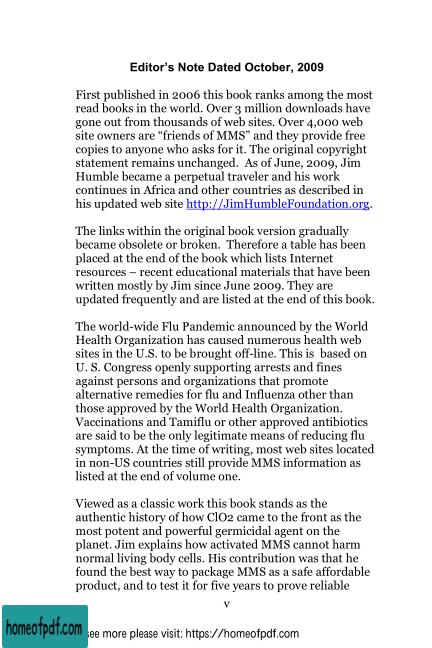 Editor’s Note Dated October, 2009
First published in 2006 this book ranks among the most
read books in the world. Over 3 million downloads have
gone out from thousands of web sites. Over 4,000 web
site owners are “friends of MMS” and they provide free
copies to anyone who asks for it. The original copyright
statement remains unchanged.  As of June, 2009, Jim
Humble became a perpetual traveler and his work
continues in Africa and other countries as described in
his updated web site http://JimHumbleFoundation.org.
The links within the original book version gradually
became obsolete or broken.  Therefore a table has been
placed at the end of the book which lists Internet
resources – recent educational materials that have been
written mostly by Jim since June 2009. They are
updated frequently and are listed at the end of this book.
The world-wide Flu Pandemic announced by the World
Health Organization has caused numerous health web
sites in the U.S. to be brought off-line. This is  based on
U. S. Congress openly supporting arrests and fines
against persons and organizations that promote
alternative remedies for flu and Influenza other than
those approved by the World Health Organization.
Vaccinations and Tamiflu or other approved antibiotics
are said to be the only legitimate means of reducing flu
symptoms. At the time of writing, most web sites located
in non-US countries still provide MMS information as
listed at the end of volume one.
Viewed as a classic work this book stands as the
authentic history of how ClO2 came to the front as the
most potent and powerful germicidal agent on the
planet. Jim explains how activated MMS cannot harm
normal living body cells. His contribution was that he
found the best way to package MMS as a safe affordable
product, and to test it for five years to prove reliable
v
homeofpdf.com
see more please visit: https://homeofpdf.com